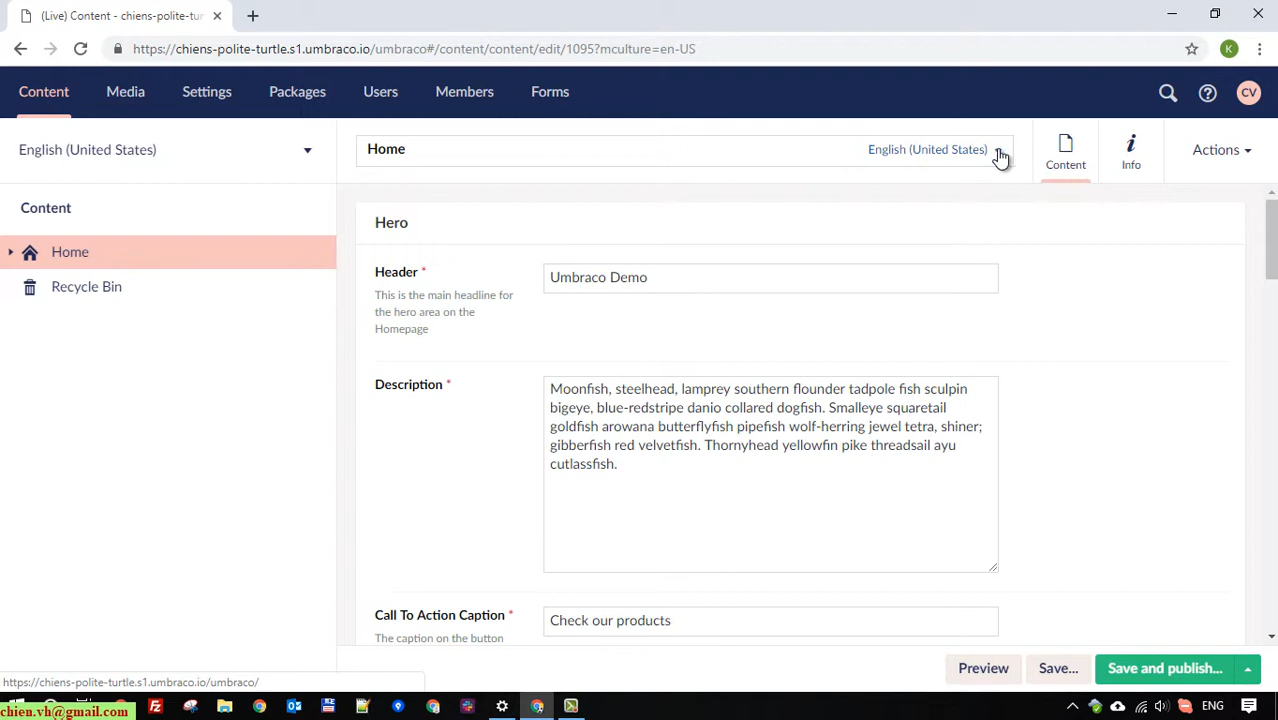 (Live) Content - chiens-polite-tur
https://chiens-polite-turtle.s1.umbraco.io/umbraco#/content/content/edit/1095?mculture=en-US
K
Content Media Settings Packages Users Members Forms
CV
English (United States)
Home
English (United States)
Content
Info
Actions
Content
Home
Recycle Bin
Hero
Header *
This is the main headline for
the hero area on the
Homepage
Umbraco Demo
Description *
Moonfish, steelhead, lamprey southern flounder tadpole fish sculpin
bigeye, blue-redstripe danio collared dogfish. Smalleye squaretail
goldfish arowana butterflyfish pipefish wolf-herring jewel tetra, shiner;
gibberfish red velvetfish. Thornyhead yellowfin pike threadsail ayu
cutlassfish.
Call To Action Caption *
The caption on the button
Check our products
Preview
Save...
Save and publish...
https://chiens-polite-turtle.s1.umbraco.io/umbraco/
chien.vh@gmail.com
ENG